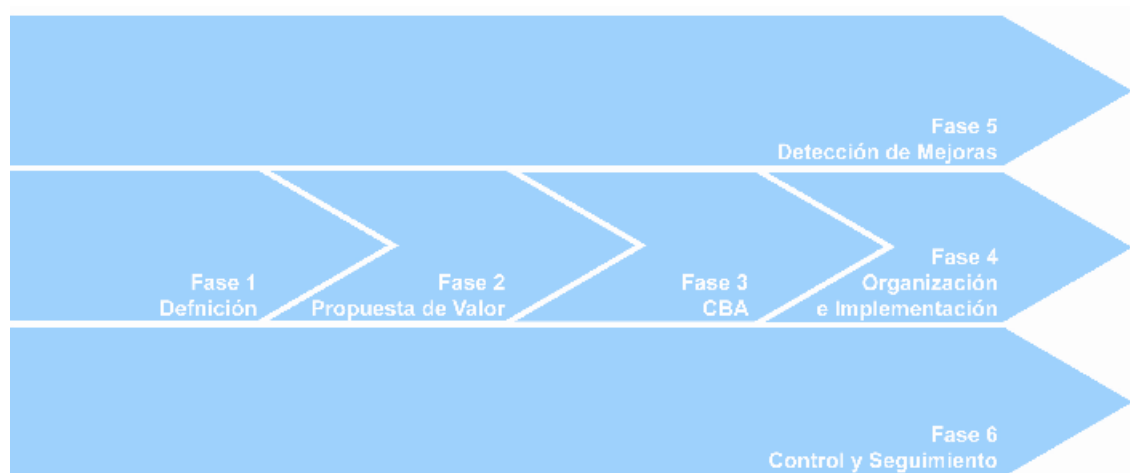 Fase 5
Detección de Mejoras
Fase 1
Defnición
Fase 2
Propuesta de Valor
Fase 3
CBA
Fase 4
Organización
e Implementación
Fase 6
Control y Seguimiento